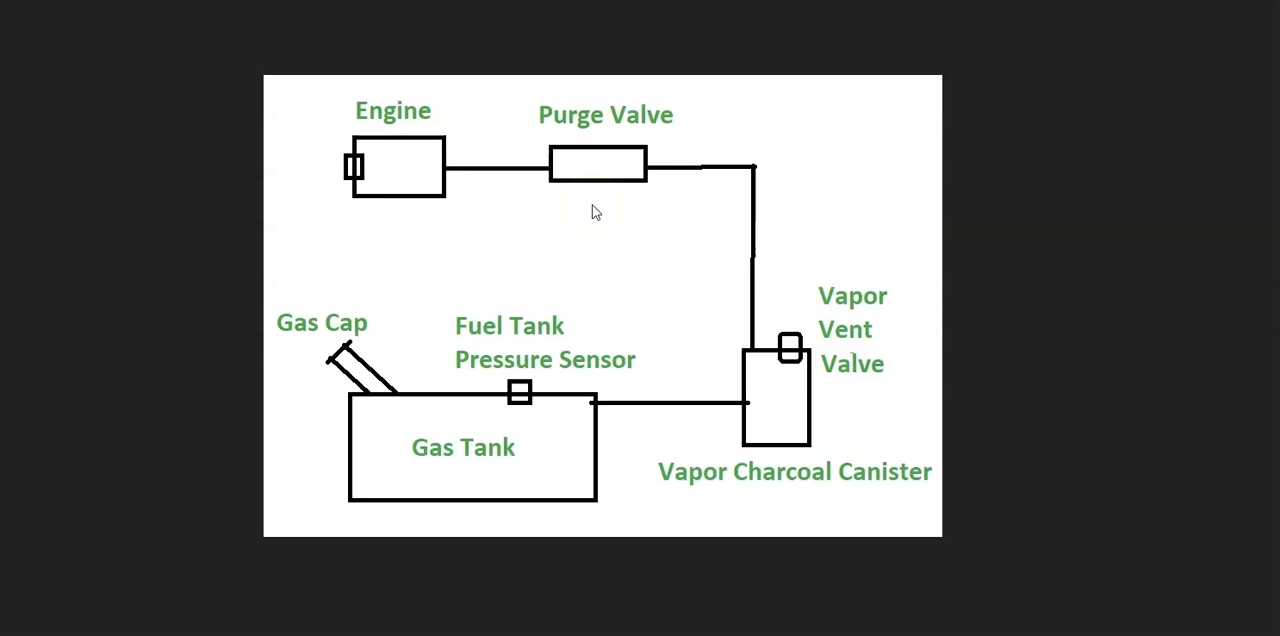 Engine
Purge Valve
Gas Cap
Fuel Tank
Pressure Sensor
Vapor
Vent
Valve
Gas Tank
Vapor Charcoal Canister